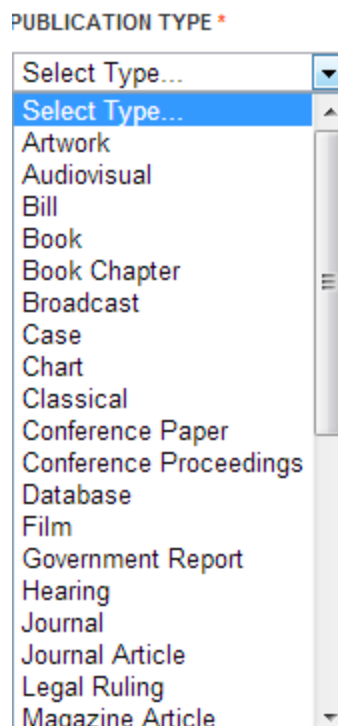 PUBLICATION TYPE *
Select Type...
Select Type...
Artwork
Audiovisual
Bill
Book
Book Chapter
Broadcast
Case
Chart
Classical
Conference Paper
Conference Proceedings
Database
Film
Government Report
Hearing
Journal
Journal Article
Legal Ruling
Magazine Article